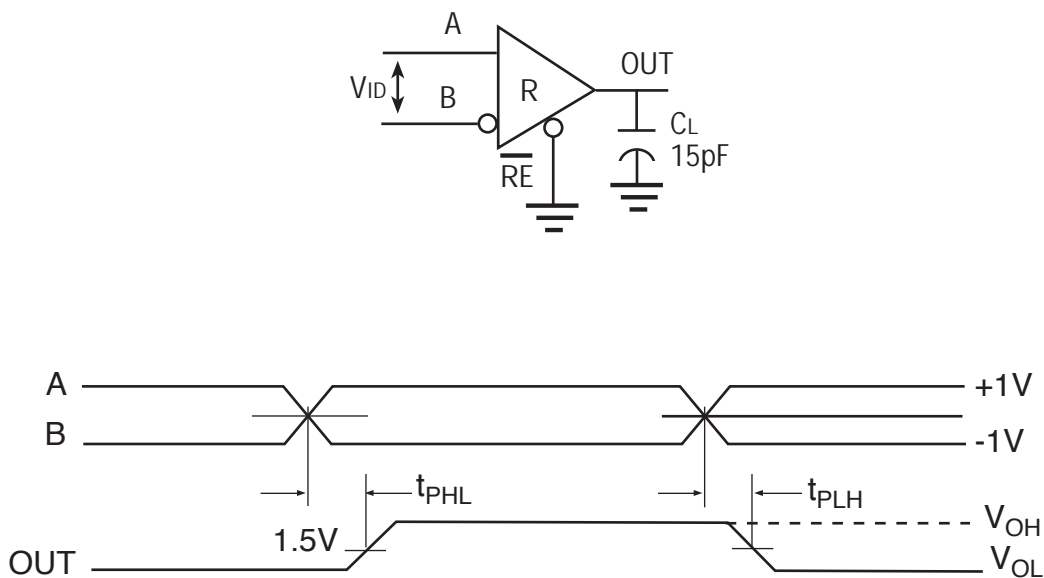 A
OUT
VID
B
R
CL
15pF
RE
A
+1V
B
-1V
tPHL
tPLH
1.5V
VOH
OUT
VOL